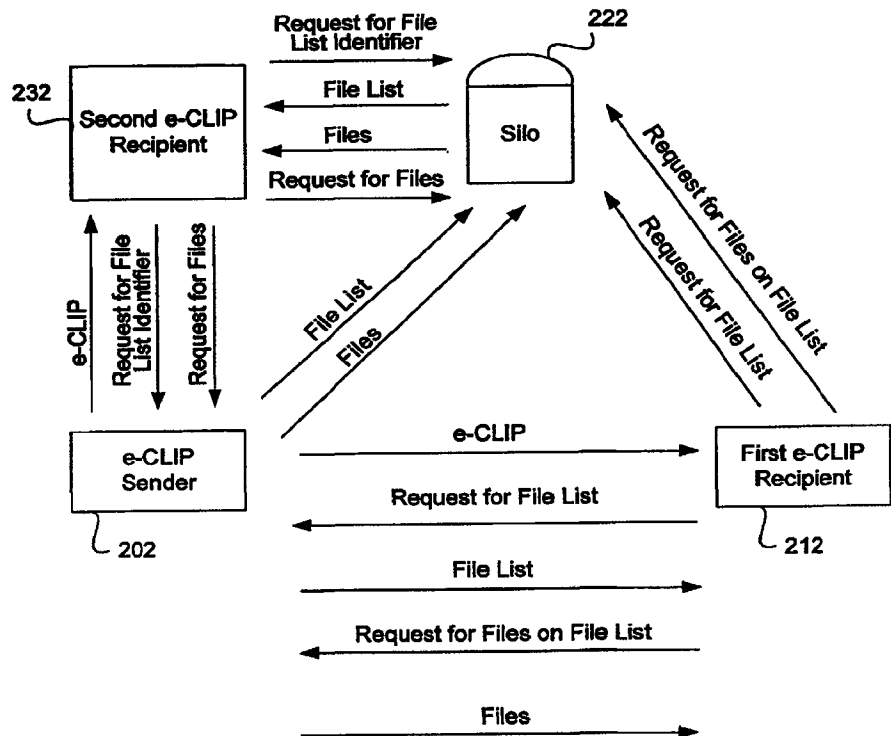 Request for File
List Identifier
222
File List
232
Second e-CLIP
Recipient
Silo
Files
Request for Files
Request for Files on File List
Request for File List
e-CLIP
Request for File
List Identifier
Request for Files
File List
Files
e-CLIP
Sender
e-CLIP
First e-CLIP
Recipient
Request for File List
202
212
File List
Request for Files on File List
Files